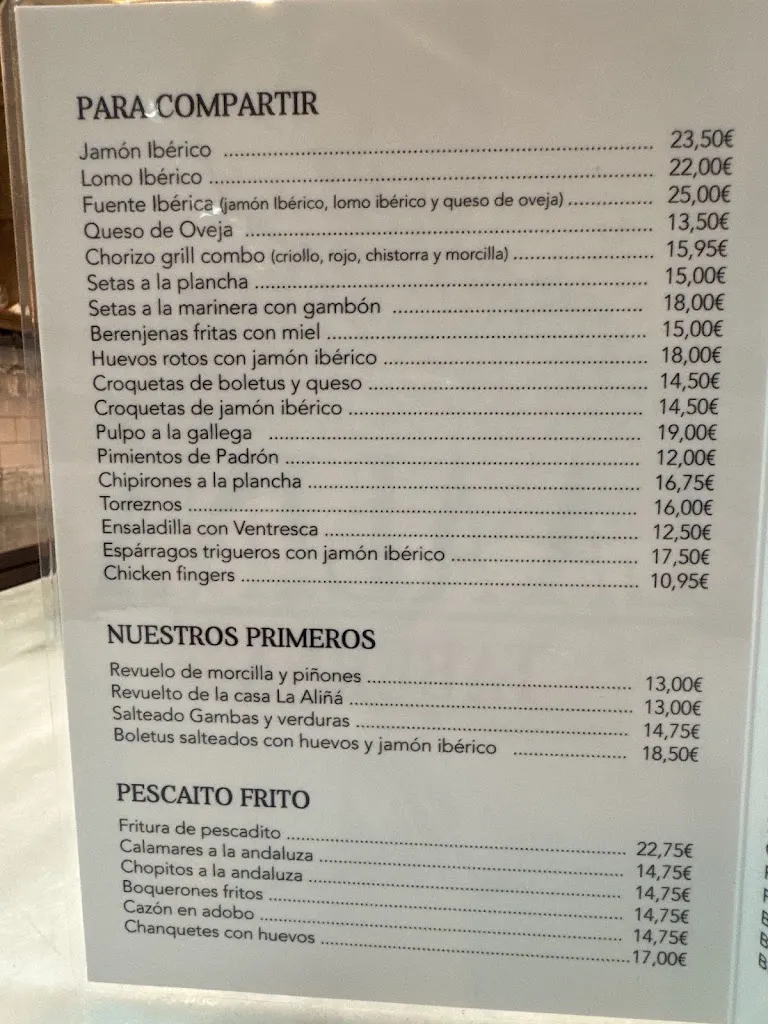 PARA COMPARTIR
Jamón Ibérico ........ 23,50€
Lomo Ibérico ........ 22,00€
Fuente Ibérica (jamón Ibérico, lomo ibérico y queso de oveja) ........ 25,00€
Queso de Oveja ........ 13,50€
Chorizo grill combo (criollo, rojo, chistorra y morcilla) ........ 15,95€
Setas a la plancha ........ 15,00€
Setas a la marinera con gambón ........ 18,00€
Berenjenas fritas con miel ........ 15,00€
Huevos rotos con jamón ibérico ........ 18,00€
Croquetas de boletus y queso ........ 14,50€
Croquetas de jamón ibérico ........ 14,50€
Pulpo a la gallega ........ 19,00€
Pimientos de Padrón ........ 12,00€
Chipirones a la plancha ........ 16,75€
Torreznos ........ 16,00€
Ensaladilla con Ventresca ........ 12,50€
Espárragos trigueros con jamón ibérico ........ 17,50€
Chicken fingers ........ 10,95€
NUESTROS PRIMEROS
Revuelo de morcilla y piñones ........ 13,00€
Revuelto de la casa La Aliñá ........ 13,00€
Salteado Gambas y verduras ........ 14,75€
Boletus salteados con huevos y jamón ibérico ........ 18,50€
PESCAITO FRITO
Fritura de pescadito ........ 22,75€
Calamares a la andaluza ........ 14,75€
Chopitos a la andaluza ........ 14,75€
Boquerones fritos ........ 14,75€
Cazón en adobo ........ 14,75€
Chanquetes con huevos ........ 17,00€